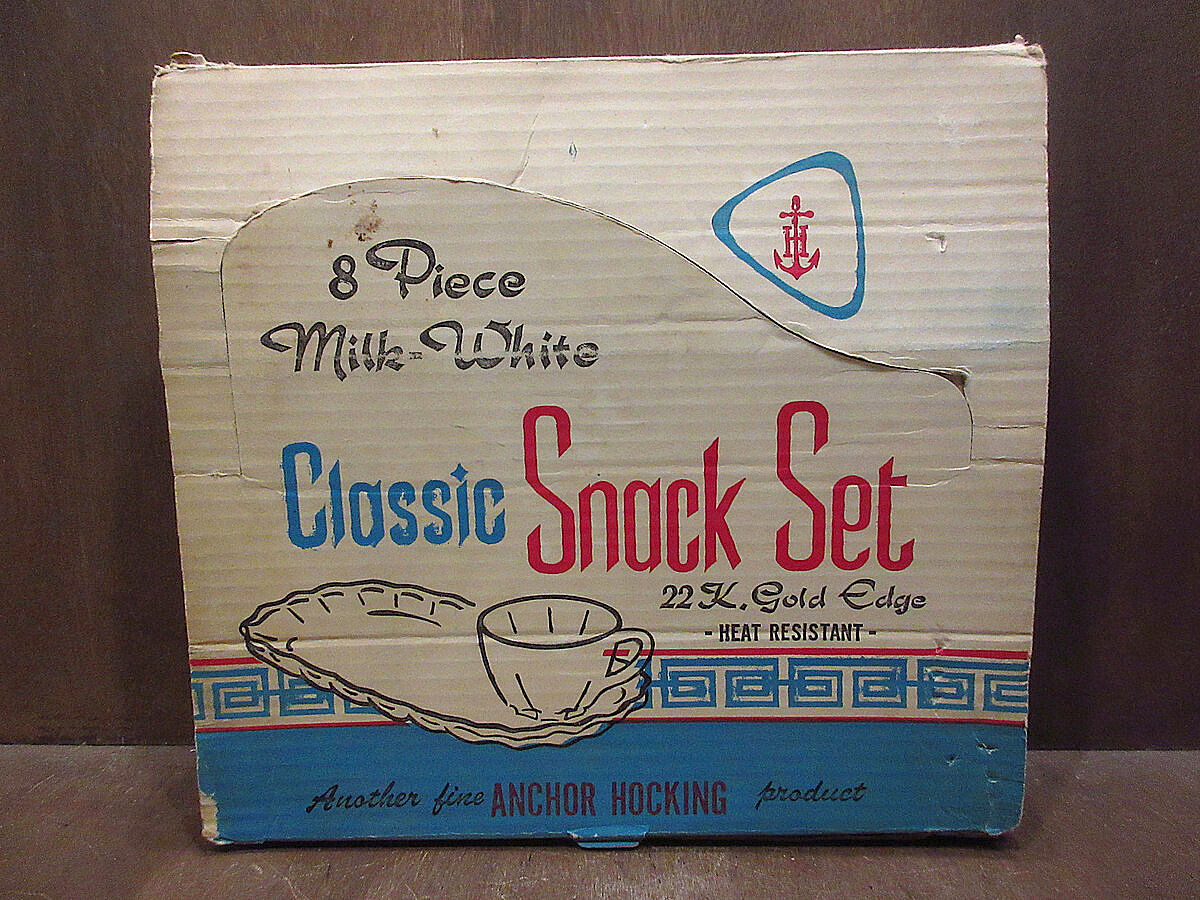 H
8 Piece
Milk-White
Classic Snack Set
22 K. Gold Edge
- HEAT RESISTANT -
Another fine ANCHOR HOCKING product